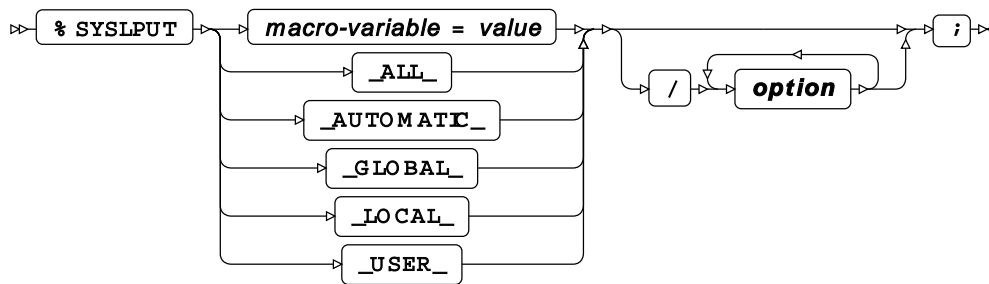 % SYSLPUT macro-variable = value ;
_ALL_ / option
_AUTOMATIC_
_GLOBAL_
_LOCAL_
_USER_